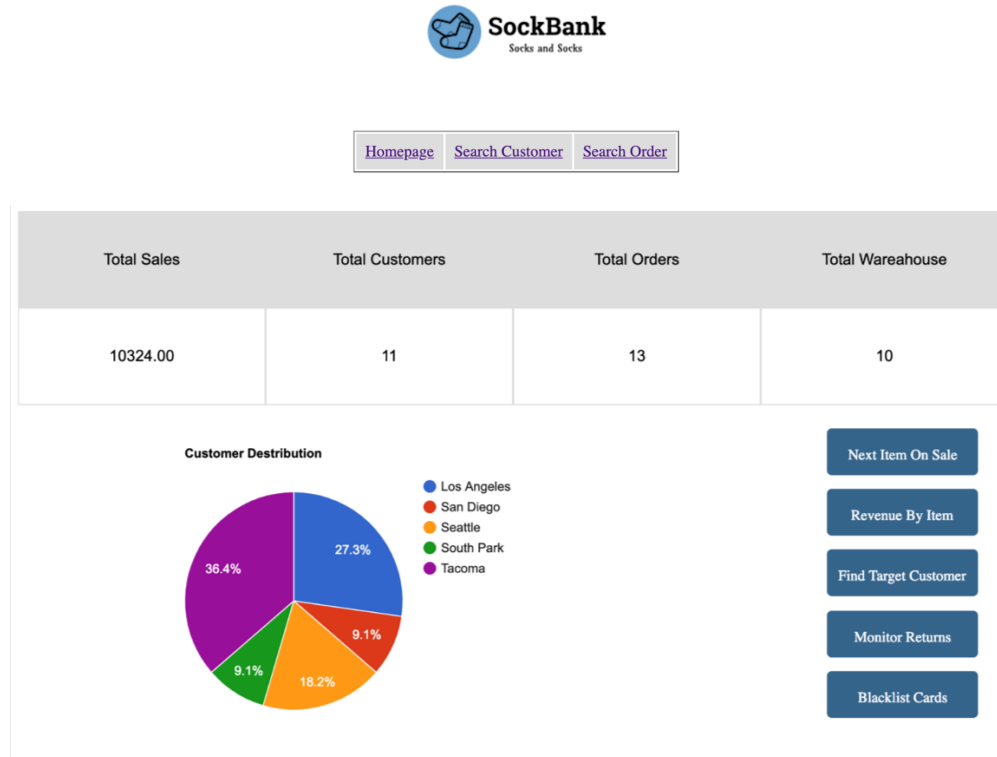 SockBank
Socks and Socks
Homepage Search Customer Search Order
Total Sales Total Customers Total Orders Total Wareahouse
10324.00 11 13 10
Customer Destribution
Los Angeles
San Diego
Seattle
South Park
Tacoma
27.3%
36.4%
9.1%
9.1%
18.2%
Next Item On Sale
Revenue By Item
Find Target Customer
Monitor Returns
Blacklist Cards